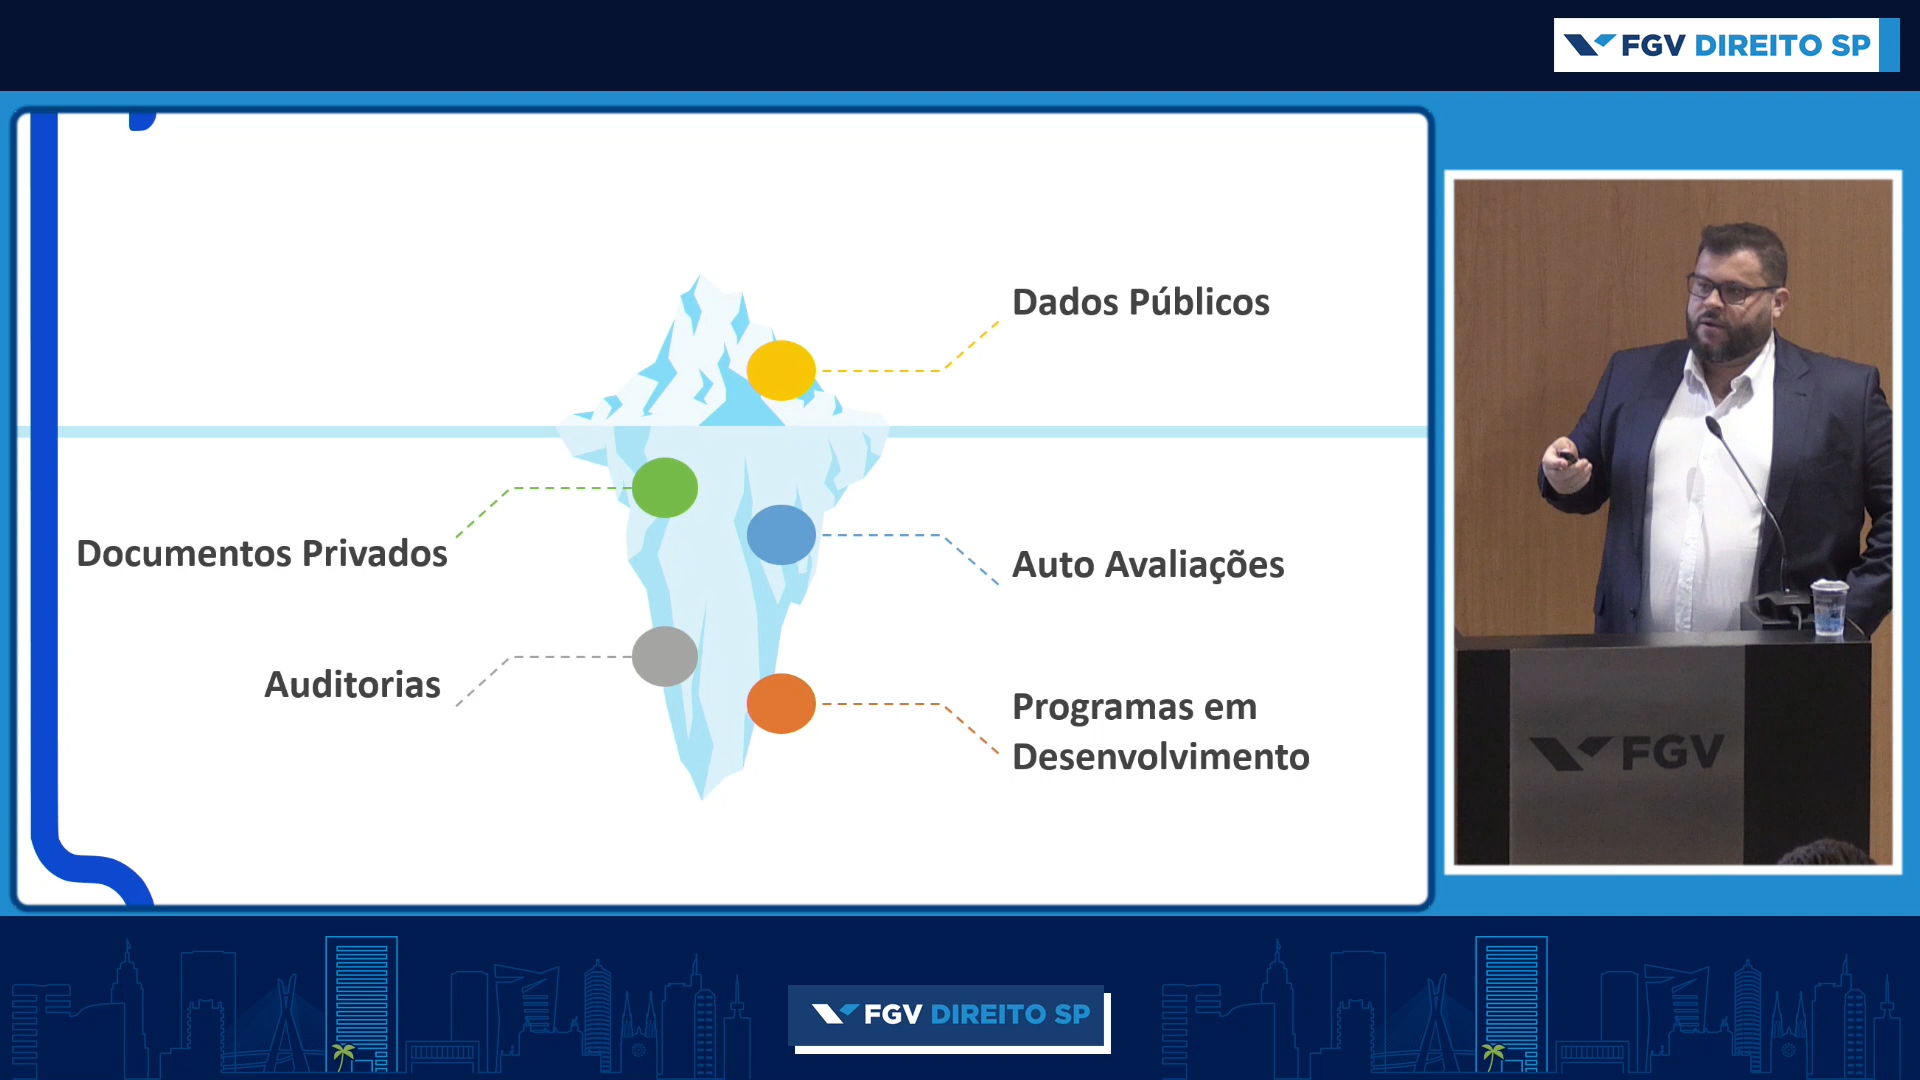 FGV DIREITO SP
Dados Públicos
Documentos Privados
Auto Avaliações
Auditorias
Programas em
Desenvolvimento
FGV
FGV DIREITO SP